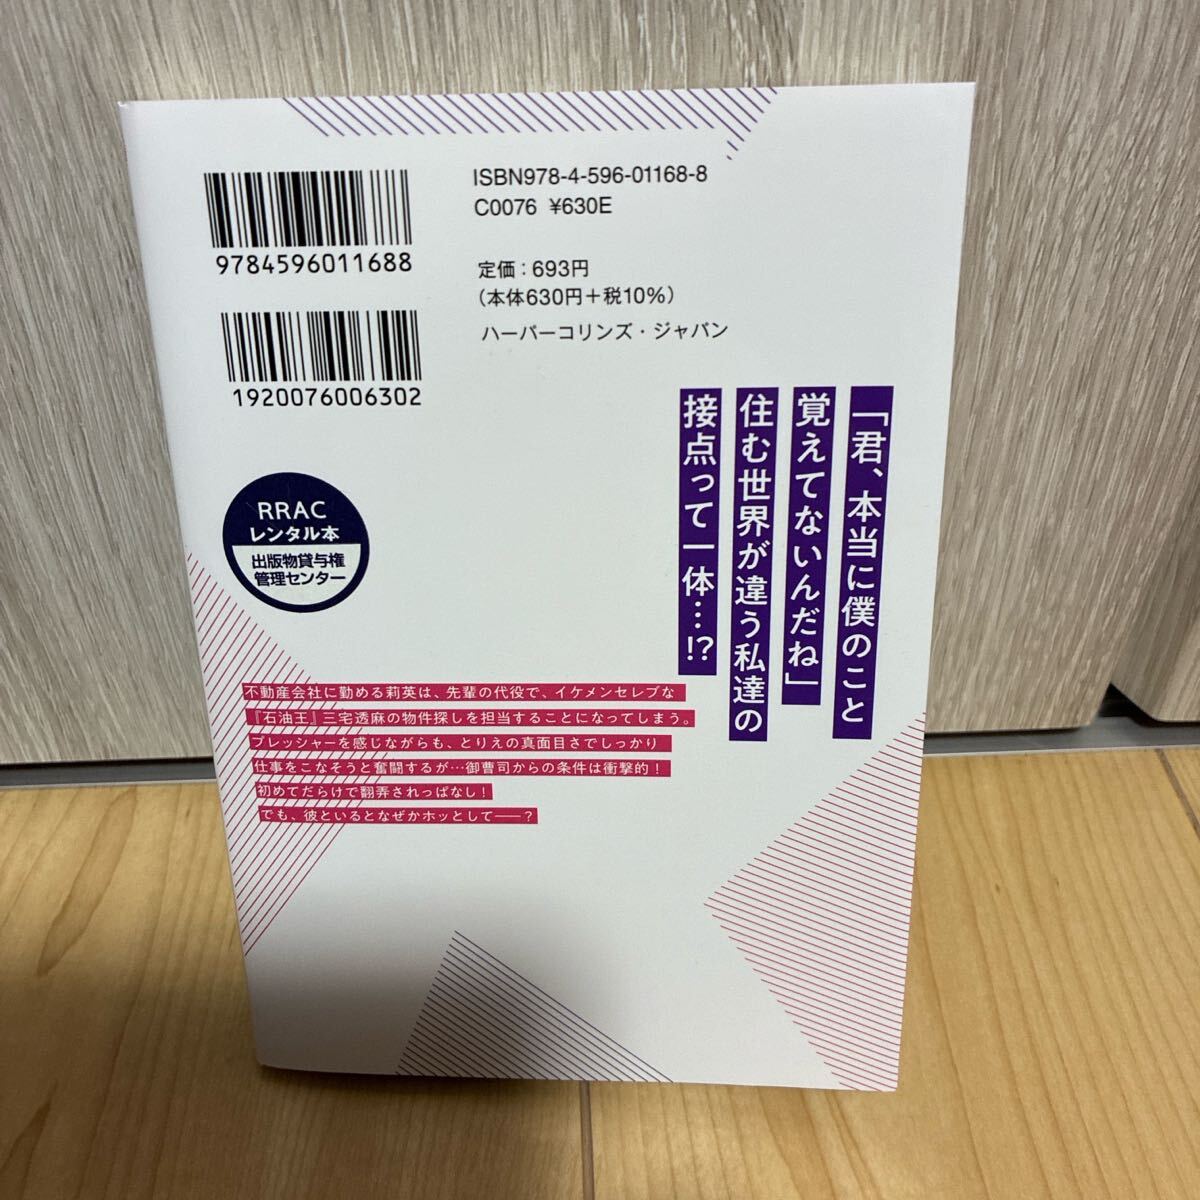 ISBN978-4-596-01168-8
C0076 ¥630E
9784596011688
定価：693円
（本体630円＋税10%）
ハーパーコリンズ・ジャパン
1920076006302
「君、本当に僕のこと
覚えてないんだね」
住む世界が違う私達の
接点って一体…!?
RRAC
レンタル本
出版物貸与権
管理センター
不動産会社に勤める莉英は、先輩の代役で、イケメンセレブな
『石油王』三宅透麻の物件探しを担当することになってしまう。
プレッシャーを感じながらも、とりえの真面目さでしっかり
仕事をこなそうと奮闘するが…御曹司からの条件は衝撃的！
初めてだらけで翻弄されっぱなし！
でも、彼といるとなぜかホッとして――？